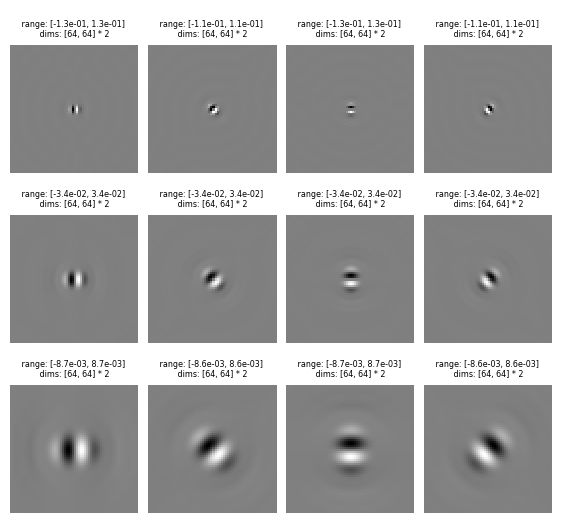 range: [-1.3e-01, 1.3e-01]
dims: [64, 64] * 2
range: [-1.1e-01, 1.1e-01]
dims: [64, 64] * 2
range: [-1.3e-01, 1.3e-01]
dims: [64, 64] * 2
range: [-1.1e-01, 1.1e-01]
dims: [64, 64] * 2
range: [-3.4e-02, 3.4e-02]
dims: [64, 64] * 2
range: [-3.4e-02, 3.4e-02]
dims: [64, 64] * 2
range: [-3.4e-02, 3.4e-02]
dims: [64, 64] * 2
range: [-3.4e-02, 3.4e-02]
dims: [64, 64] * 2
range: [-8.7e-03, 8.7e-03]
dims: [64, 64] * 2
range: [-8.6e-03, 8.6e-03]
dims: [64, 64] * 2
range: [-8.7e-03, 8.7e-03]
dims: [64, 64] * 2
range: [-8.6e-03, 8.6e-03]
dims: [64, 64] * 2